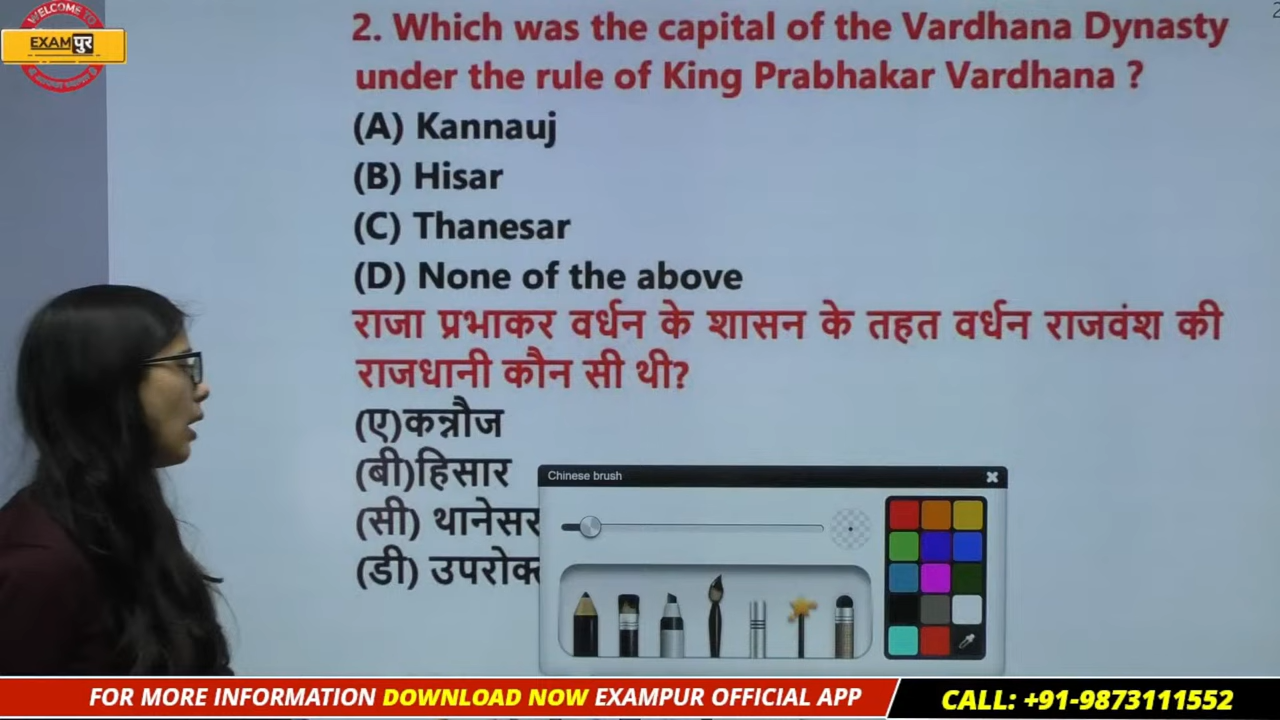 WELCOME TO
EXAMपुर
2. Which was the capital of the Vardhana Dynasty
under the rule of King Prabhakar Vardhana ?
(A) Kannauj
(B) Hisar
(C) Thanesar
(D) None of the above
राजा प्रभाकर वर्धन के शासन के तहत वर्धन राजवंश की
राजधानी कौन सी थी?
(ए)कन्नौज
(बी)हिसार
(सी) थानेसर
(डी)
Chinese brush
FOR MORE INFORMATION DOWNLOAD NOW EXAMPUR OFFICIAL APP
CALL: +91-9873111552